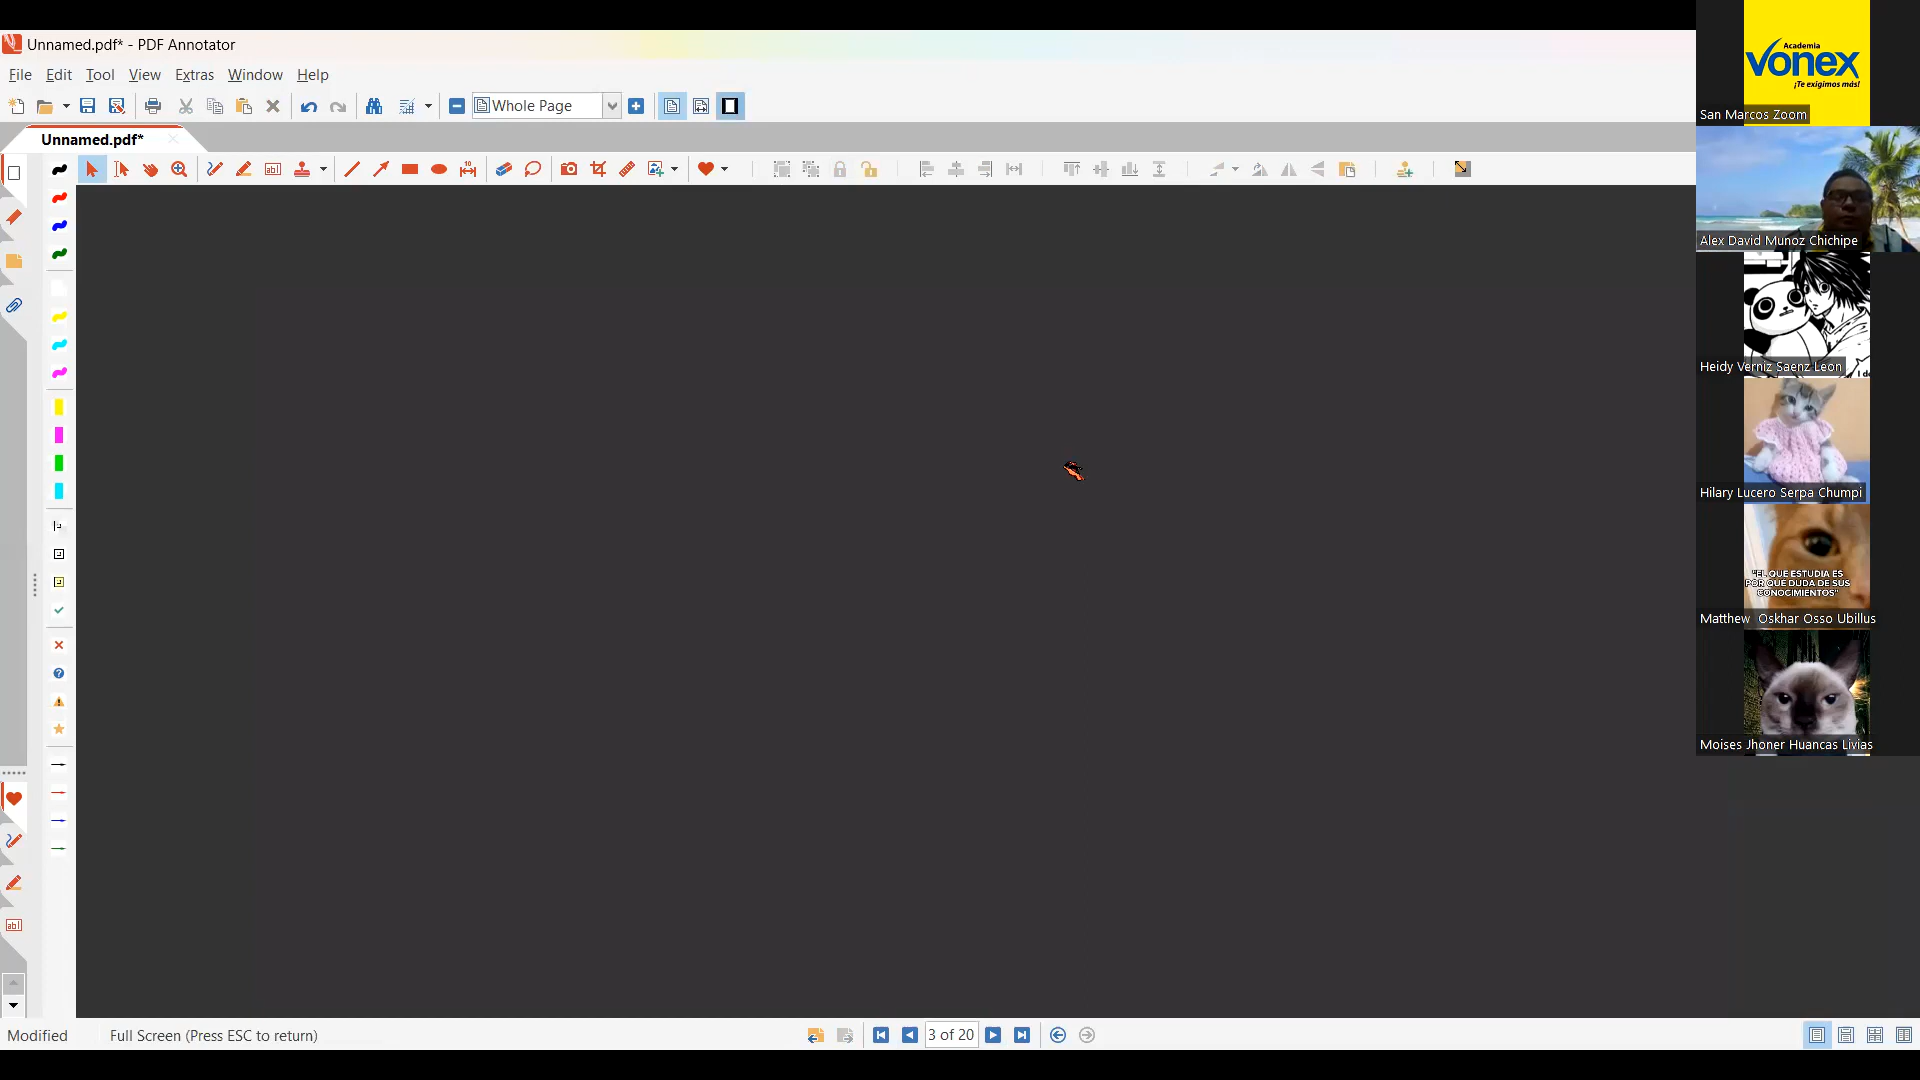 Unnamed.pdf* - PDF Annotator
File Edit Tool View Extras Window Help
Whole Page
Unnamed.pdf*
Modified
Full Screen (Press ESC to return)
3 of 20
Academia
vonex
¡Te exigimos más!
San Marcos Zoom
Alex David Munoz Chichipe
Heidy Verniz Saenz Leon
Hilary Lucero Serpa Chumpi
"EL QUE ESTUDIA ES
POR QUE DUDA DE SUS
CONOCIMIENTOS"
Matthew Oskhar Osso Ubillus
Moises Jhoner Huancas Livias